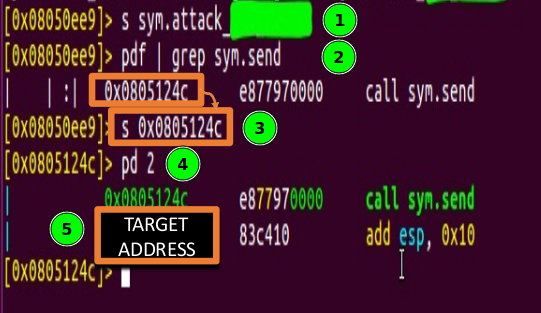 [0x08050ee9]> s sym.attack_ 1
[0x08050ee9]> pdf | grep sym.send 2
| | :| 0x0805124c e877970000 call sym.send
[0x08050ee9]> s 0x0805124c 3
[0x0805124c]> pd 2 4
| 0x0805124c e877970000 call sym.send
5 TARGET
ADDRESS
| 83c410 add esp, 0x10
[0x0805124c]>